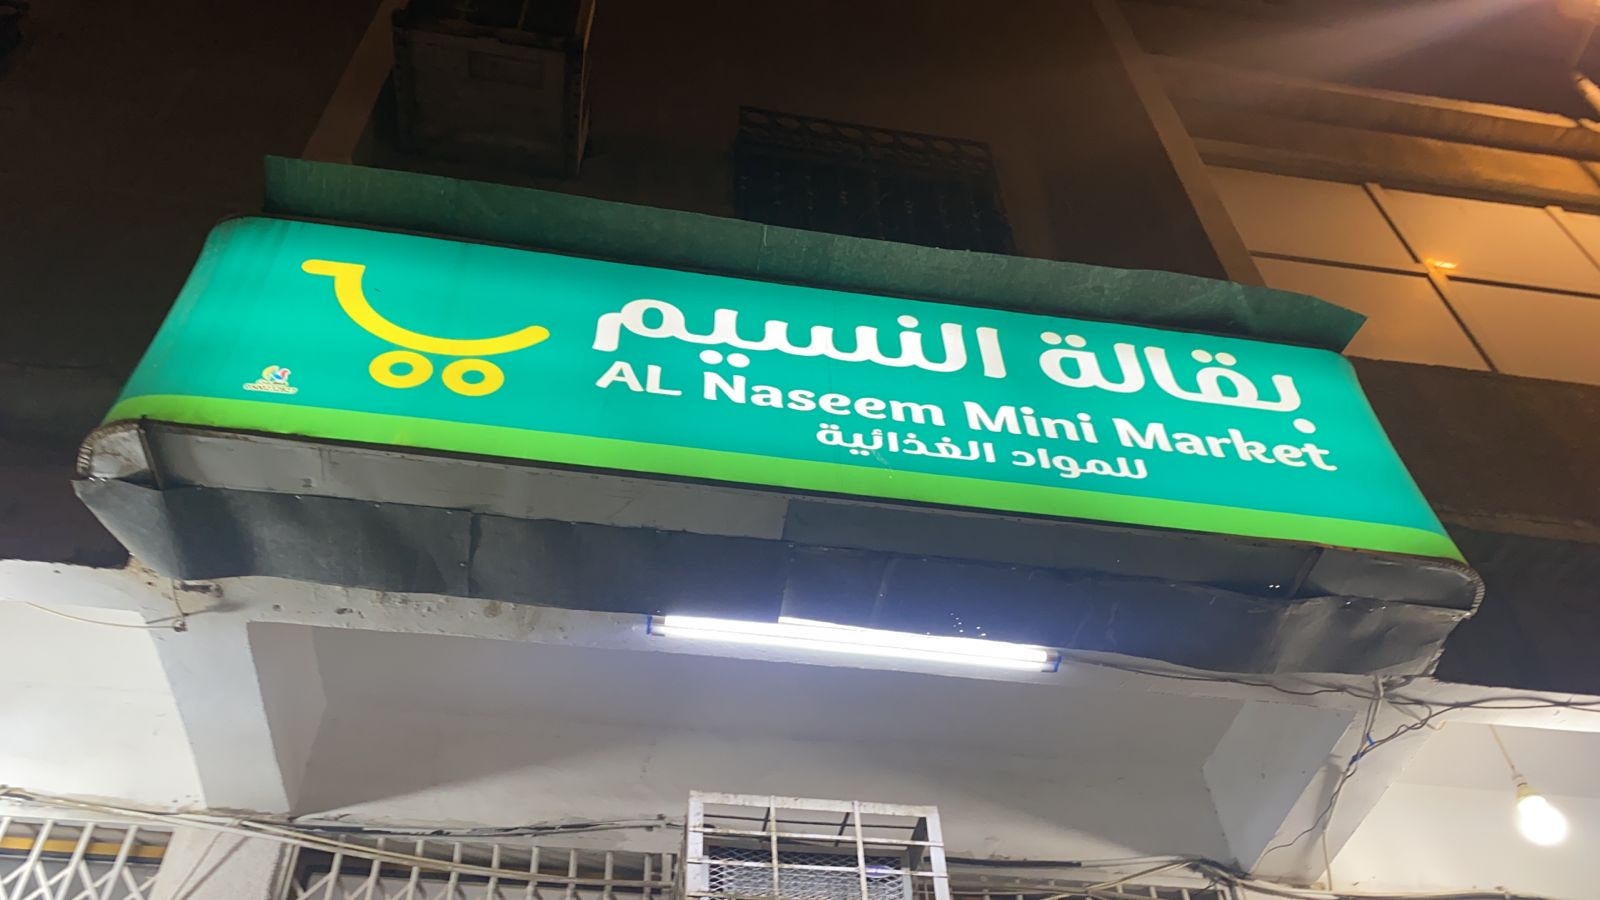 بقالة النسيم
AL Naseem Mini Market
للمواد الغذائية